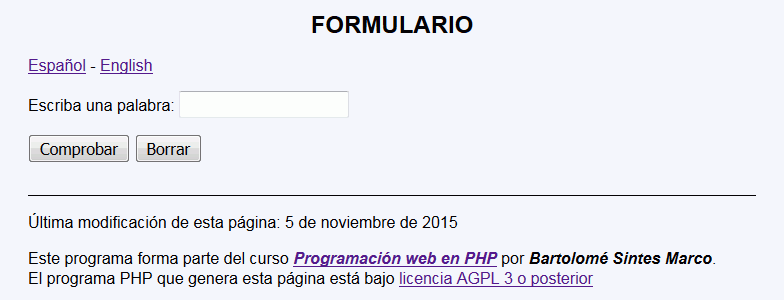 FORMULARIO
Español - English
Escriba una palabra:
Comprobar Borrar
Última modificación de esta página: 5 de noviembre de 2015
Este programa forma parte del curso Programación web en PHP por Bartolomé Sintes Marco.
El programa PHP que genera esta página está bajo licencia AGPL 3 o posterior